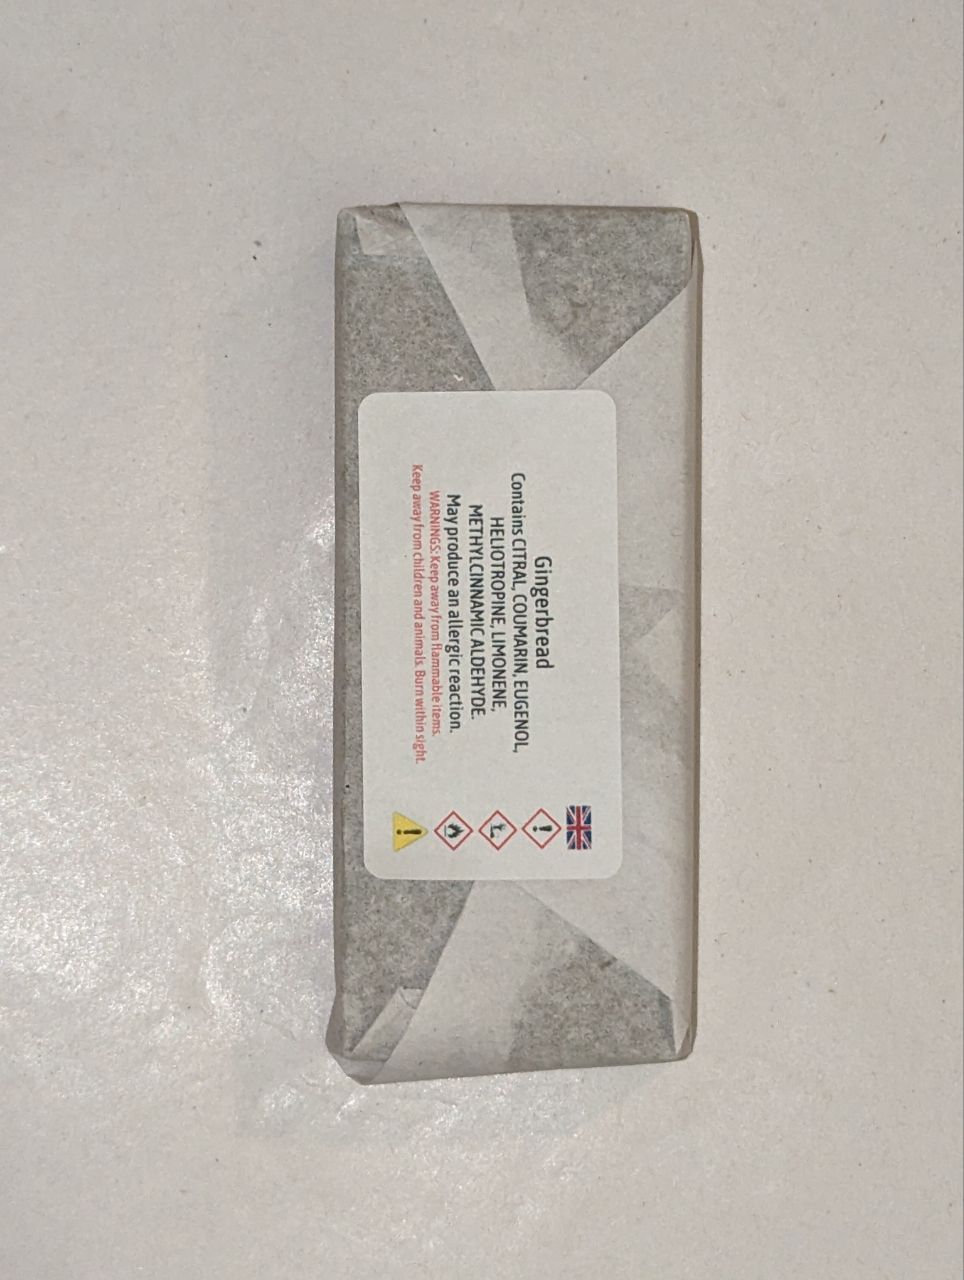 Gingerbread
Contains CITRAL, COUMARIN, EUGENOL,
HELIOTROPINE, LIMONENE,
METHYLCINNAMIC ALDEHYDE.
May produce an allergic reaction.
WARNINGS: Keep away from flammable items.
Keep away from children and animals. Burn within sight.